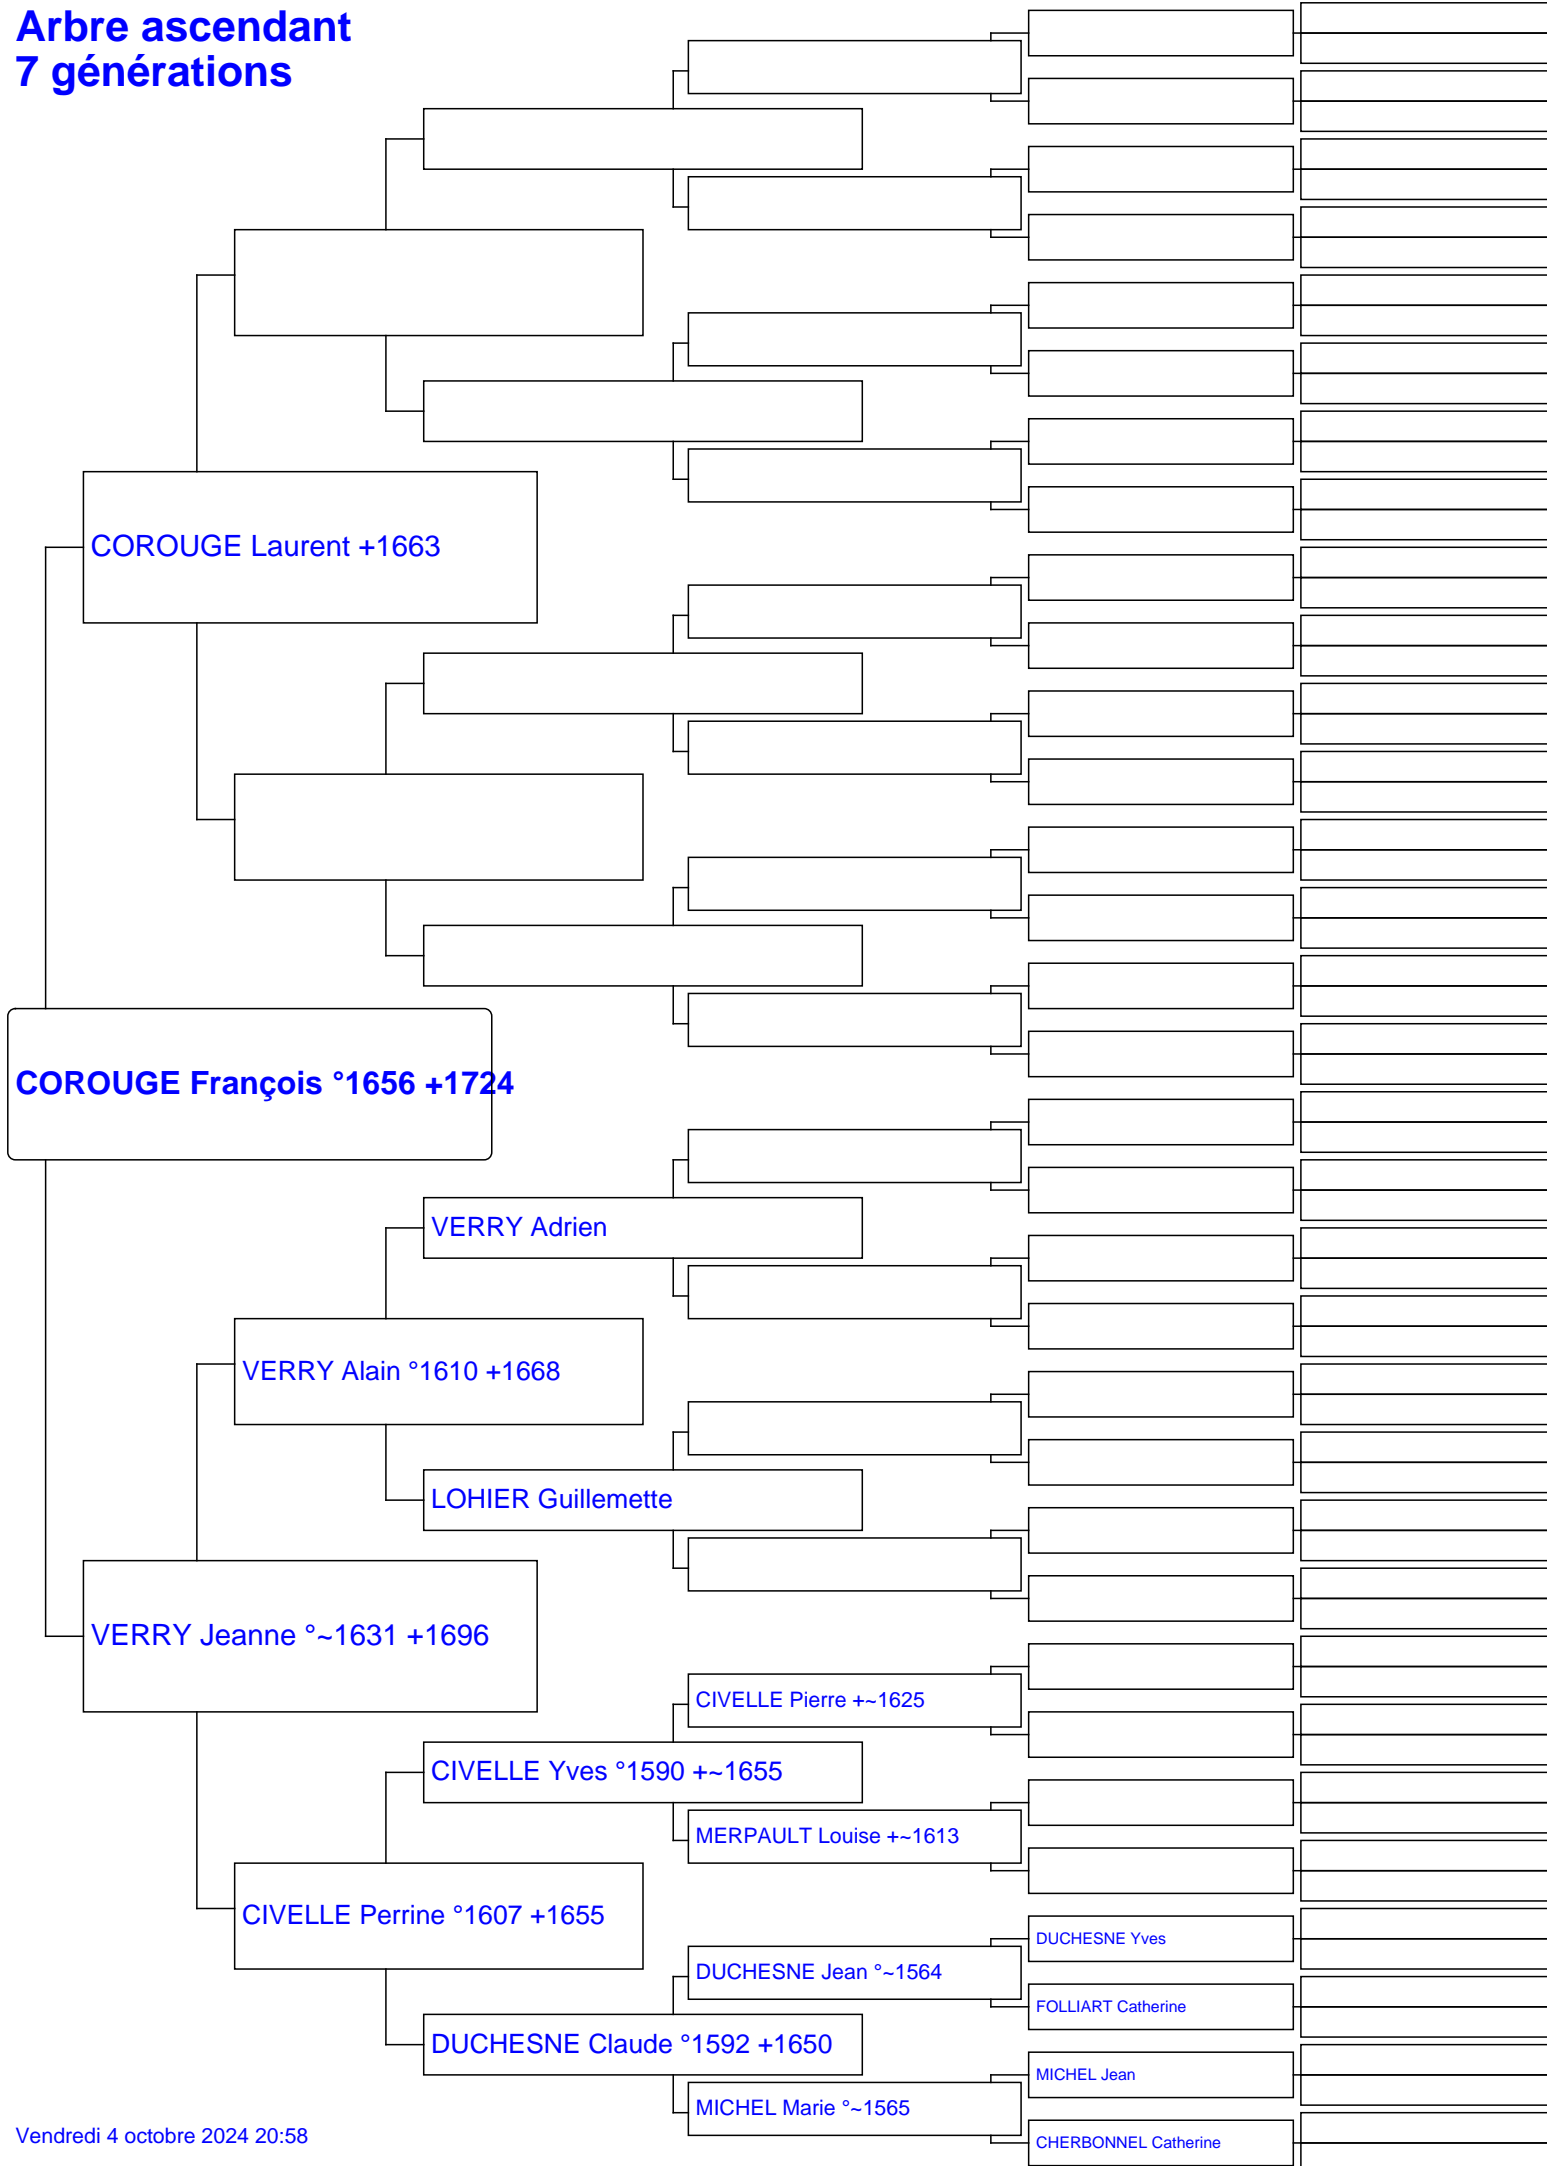 Arbre ascendant
7 générations
COROUGE Laurent +1663
COROUGE François °1656 +1724
VERRY Adrien
VERRY Alain °1610 +1668
LOHIER Guillemette
VERRY Jeanne °~1631 +1696
CIVELLE Pierre +~1625
CIVELLE Yves °1590 +~1655
MERPAULT Louise +~1613
CIVELLE Perrine °1607 +1655
DUCHESNE Yves
DUCHESNE Jean °~1564
FOLLIART Catherine
DUCHESNE Claude °1592 +1650
MICHEL Jean
MICHEL Marie °~1565
CHERBONNEL Catherine
Vendredi 4 octobre 2024 20:58